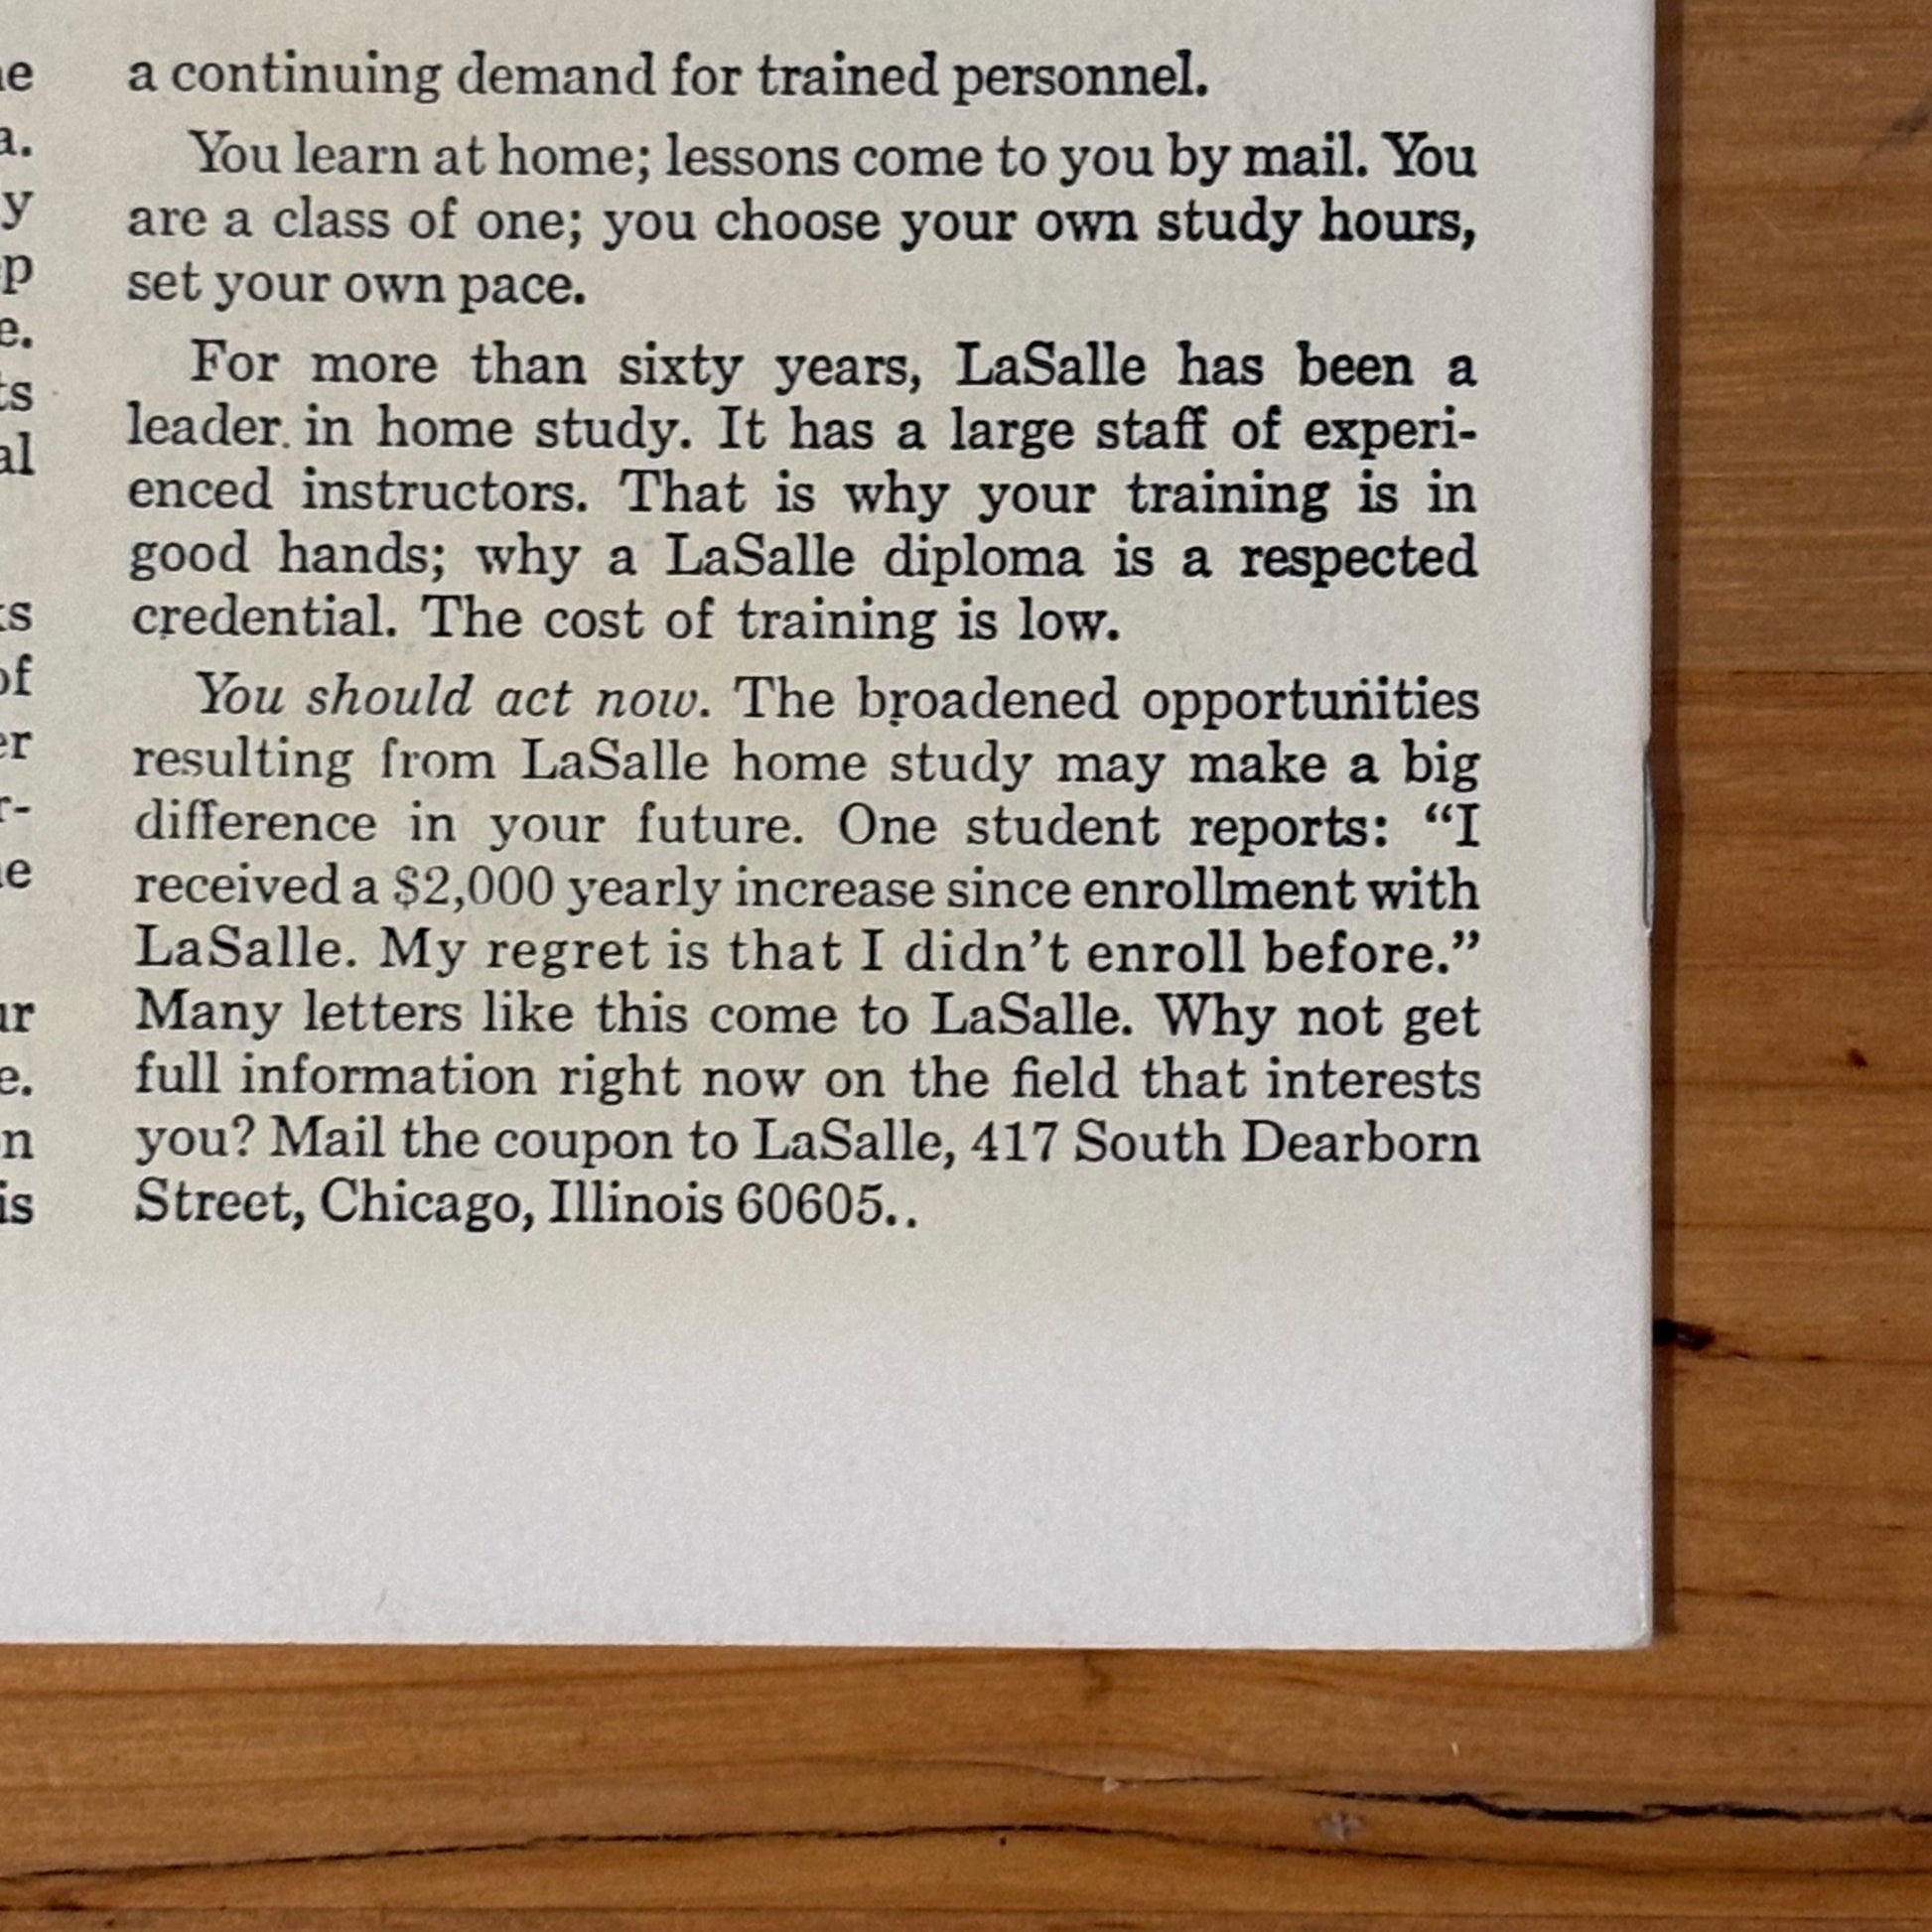 a continuing demand for trained personnel.
You learn at home; lessons come to you by mail. You
are a class of one; you choose your own study hours,
set your own pace.
For more than sixty years, LaSalle has been a
leader. in home study. It has a large staff of experi-
enced instructors. That is why your training is in
good hands; why a LaSalle diploma is a respected
credential. The cost of training is low.
You should act now. The broadened opportunities
resulting from LaSalle home study may make a big
difference in your future. One student reports: “I
received a $2,000 yearly increase since enrollment with
LaSalle. My regret is that I didn’t enroll before.”
Many letters like this come to LaSalle. Why not get
full information right now on the field that interests
you? Mail the coupon to LaSalle, 417 South Dearborn
Street, Chicago, Illinois 60605..